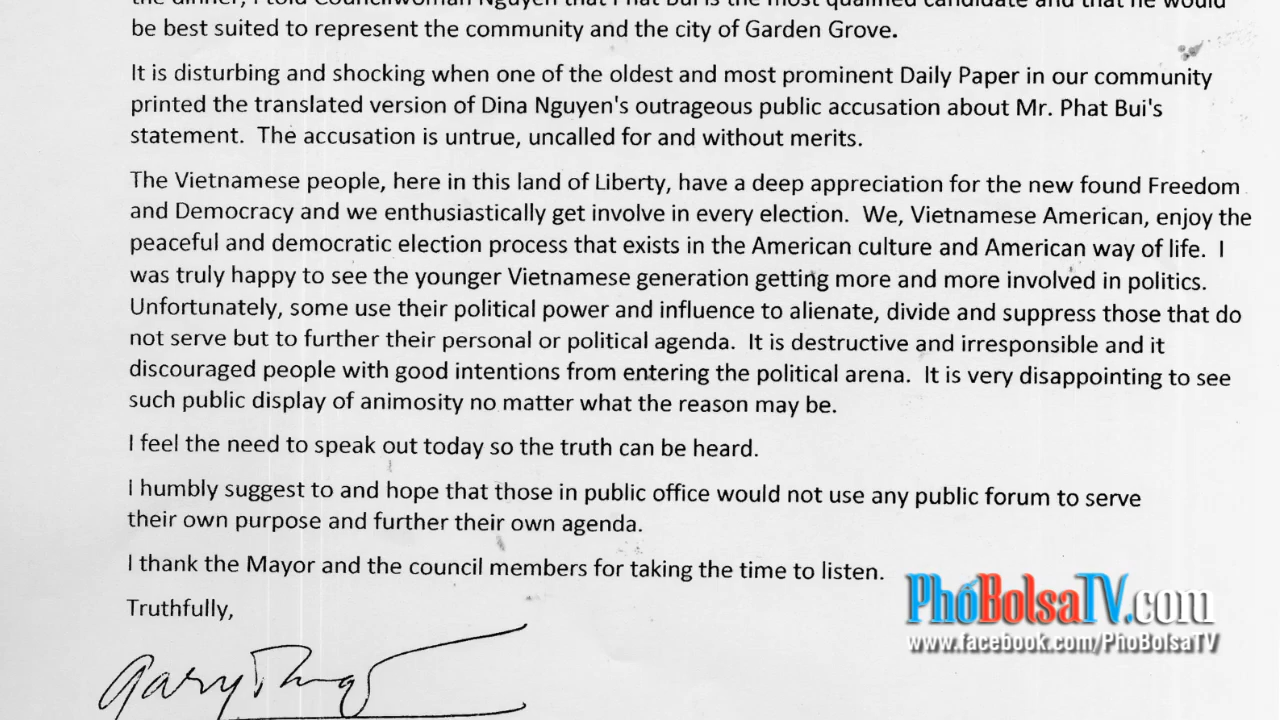 the dinner, I told Councilwoman Nguyen that Phat Bui is the most qualified candidate and that he would
be best suited to represent the community and the city of Garden Grove.
It is disturbing and shocking when one of the oldest and most prominent Daily Paper in our community
printed the translated version of Dina Nguyen's outrageous public accusation about Mr. Phat Bui's
statement.  The accusation is untrue, uncalled for and without merits.
The Vietnamese people, here in this land of Liberty, have a deep appreciation for the new found Freedom
and Democracy and we enthusiastically get involve in every election.  We, Vietnamese American, enjoy the
peaceful and democratic election process that exists in the American culture and American way of life.  I
was truly happy to see the younger Vietnamese generation getting more and more involved in politics.
Unfortunately, some use their political power and influence to alienate, divide and suppress those that do
not serve but to further their personal or political agenda.  It is destructive and irresponsible and it
discouraged people with good intentions from entering the political arena.  It is very disappointing to see
such public display of animosity no matter what the reason may be.
I feel the need to speak out today so the truth can be heard.
I humbly suggest to and hope that those in public office would not use any public forum to serve
their own purpose and further their own agenda.
I thank the Mayor and the council members for taking the time to listen.
Truthfully,
Gary
PhốBolsaTV.com
www.facebook.com/PhoBolsaTV